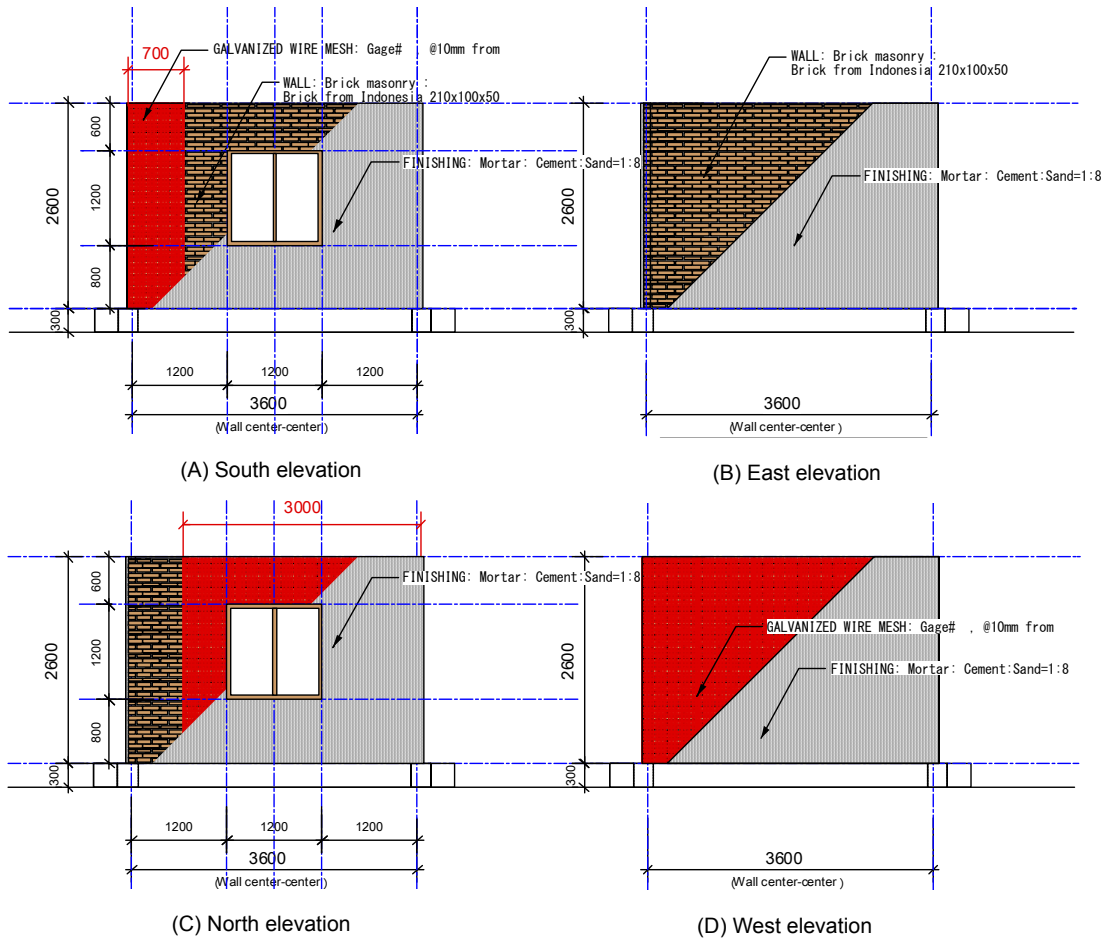 700
GALVANIZED WIRE MESH: Gage# , @10mm from
WALL: Brick masonry :
Brick from Indonesia 210x100x50
FINISHING: Mortar: Cement:Sand=1:8
2600
600
1200
800
300
1200
1200
1200
3600
(Wall center-center)
(A) South elevation
WALL: Brick masonry :
Brick from Indonesia 210x100x50
FINISHING: Mortar: Cement:Sand=1:8
2600
300
3600
(Wall center-center)
(B) East elevation
3000
FINISHING: Mortar: Cement:Sand=1:8
2600
600
1200
800
300
1200
1200
1200
3600
(Wall center-center)
(C) North elevation
GALVANIZED WIRE MESH: Gage# , @10mm from
FINISHING: Mortar: Cement:Sand=1:8
2600
300
3600
(Wall center-center)
(D) West elevation